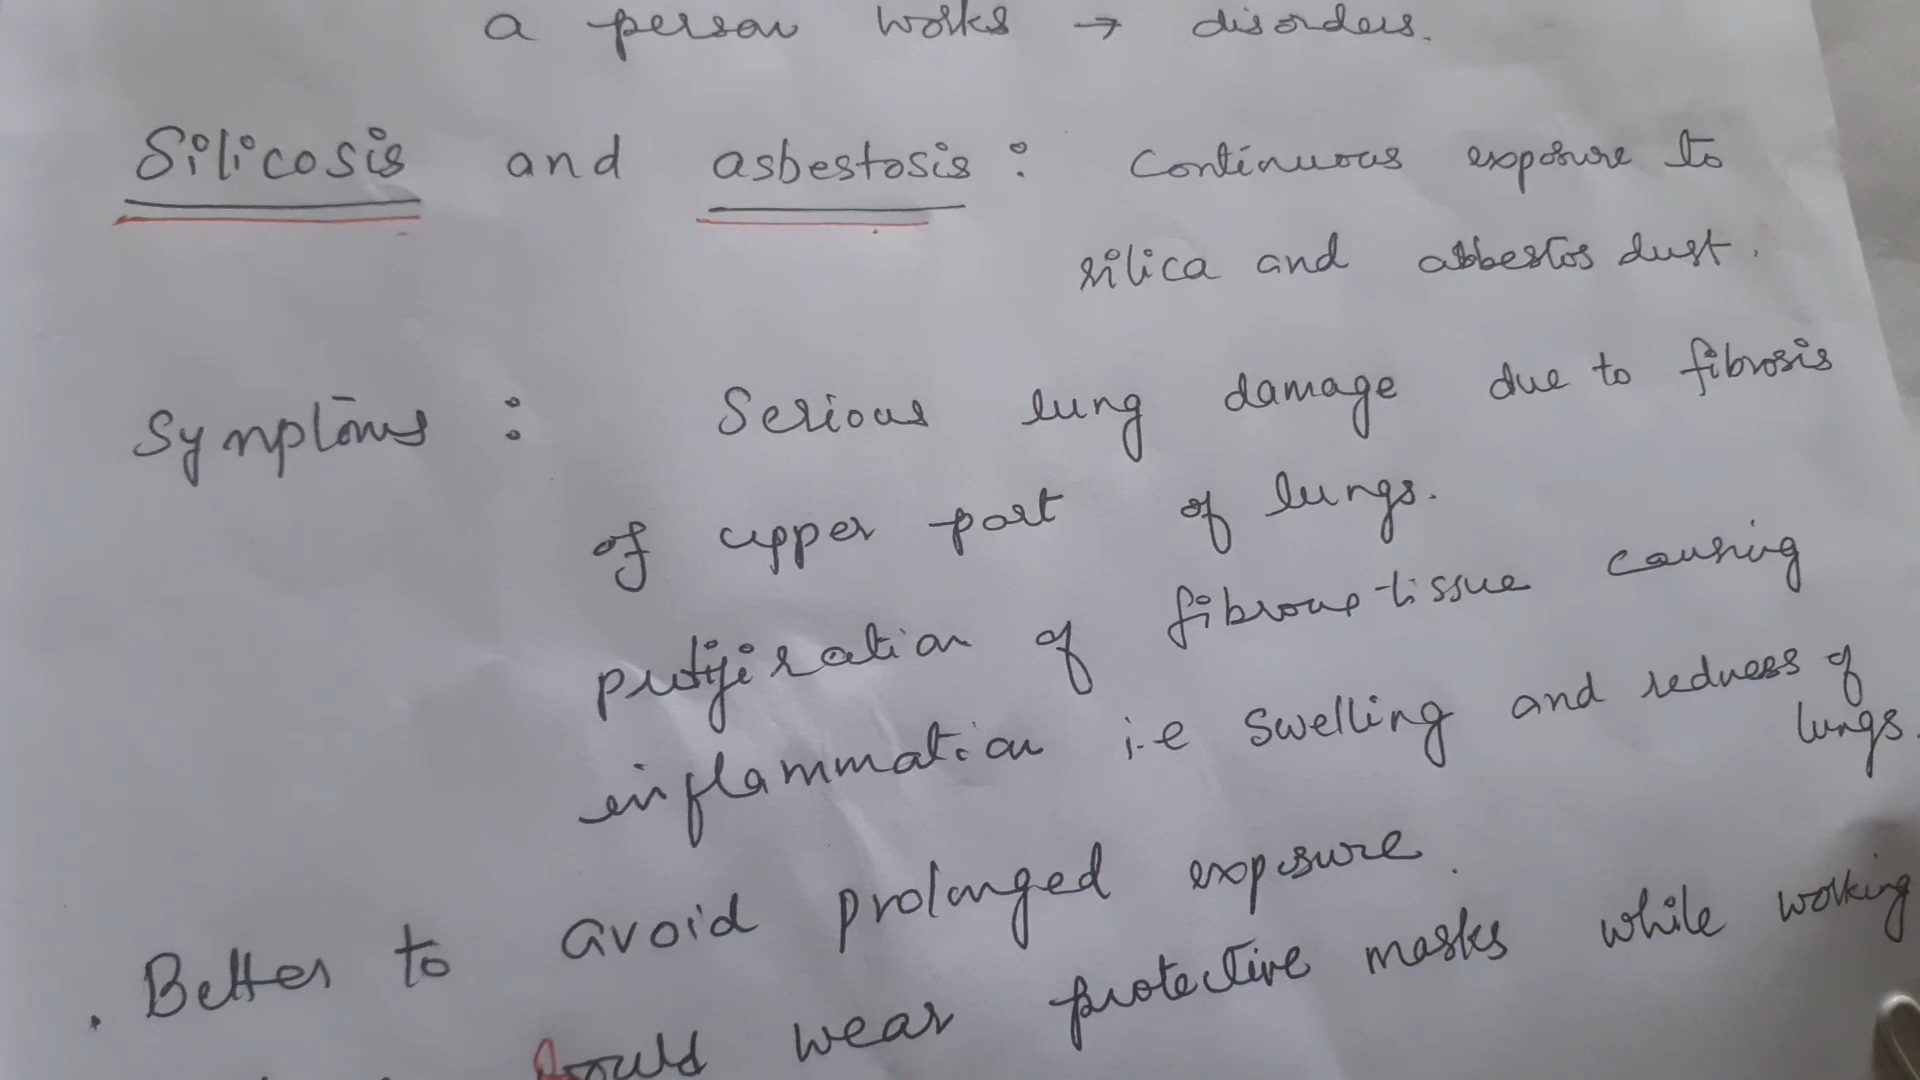 a person works → disorders.
Silicosis and asbestosis : Continuous exposure to
silica and asbestos dust.
Symptoms : Serious lung damage due to fibrosis
of upper part of lungs.
of fibrous tissue causing
inflammation i.e swelling and redness of
lungs.
. Better to avoid prolonged exposure.
wear protective masks while working